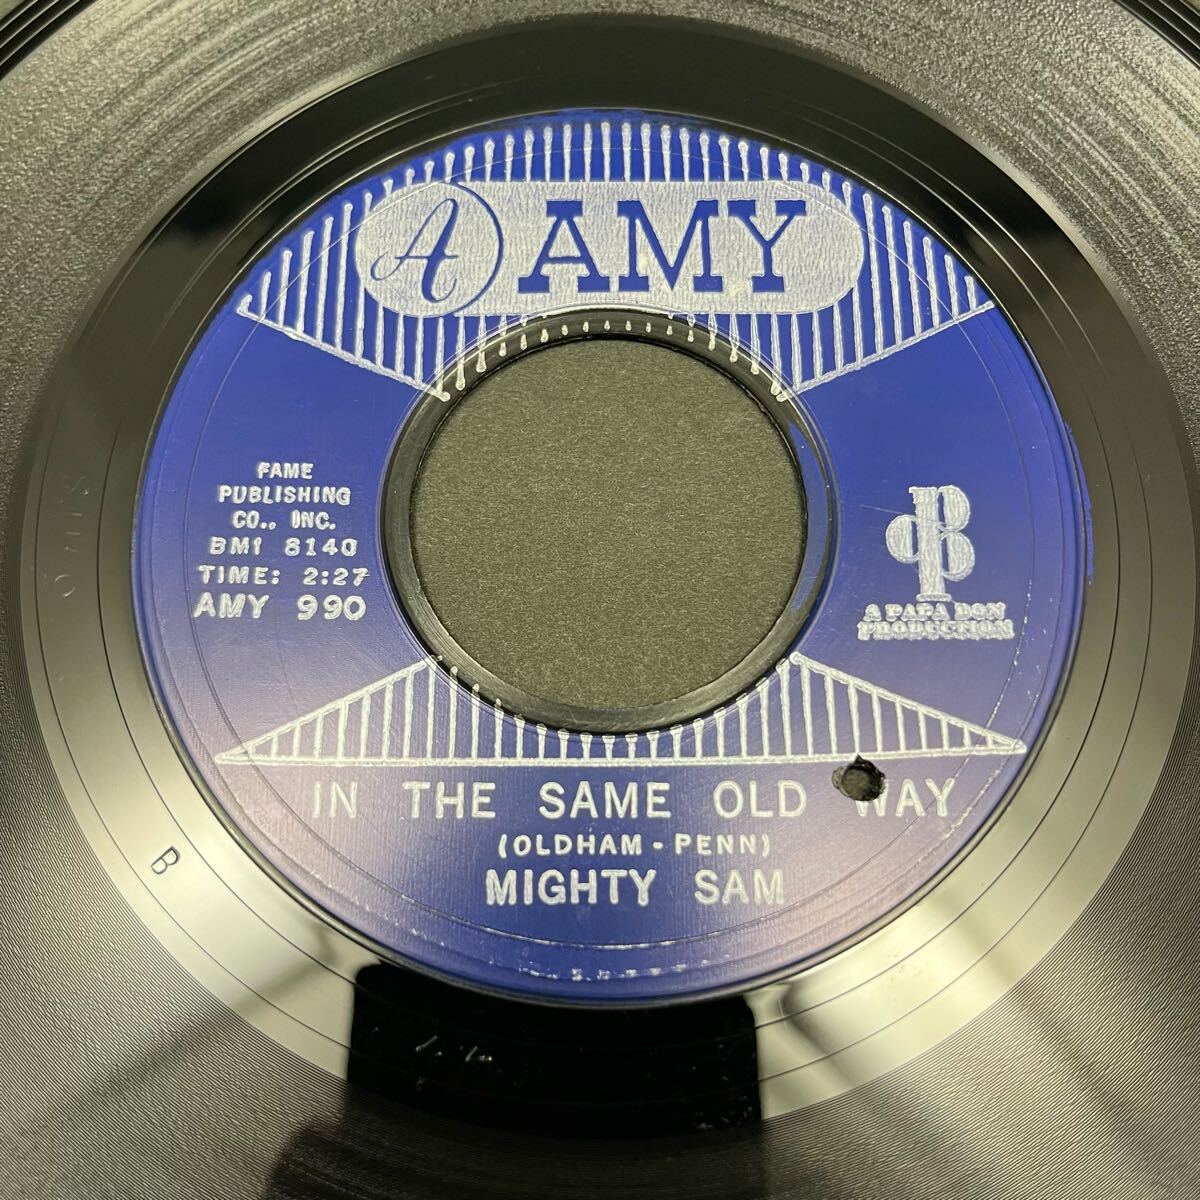 A AMY
FAME
PUBLISHING
CO., INC.
BMI 8140
TIME: 2:27
AMY 990
A PAPA DON
PRODUCTION
IN THE SAME OLD WAY
(OLDHAM - PENN)
MIGHTY SAM
B